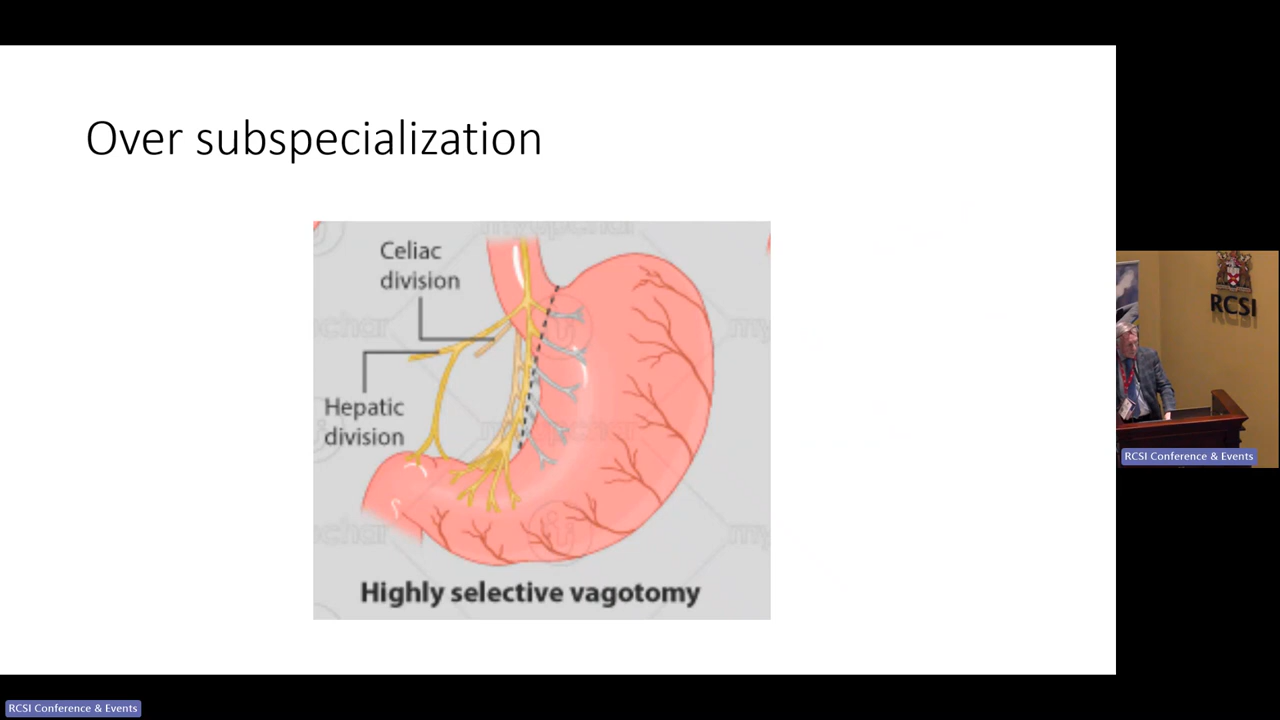 Over subspecialization
Celiac
division
Hepatic
division
Highly selective vagotomy
RCSI
RCSI Conference & Events
RCSI Conference & Events